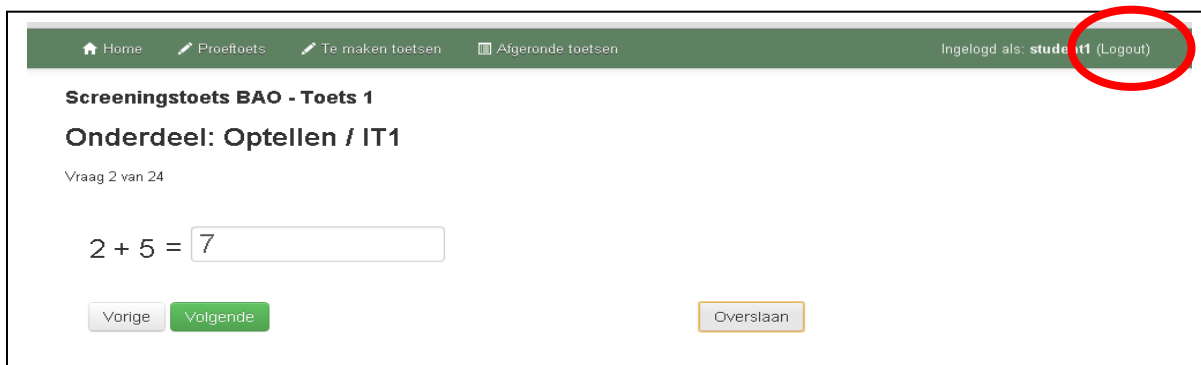 Home Proeftoets Te maken toetsen Afgeronde toetsen Ingelogd als: student1 (Logout)
Screeningstoets BAO - Toets 1
Onderdeel: Optellen / IT1
Vraag 2 van 24
2 + 5 = 7
Vorige Volgende Overslaan